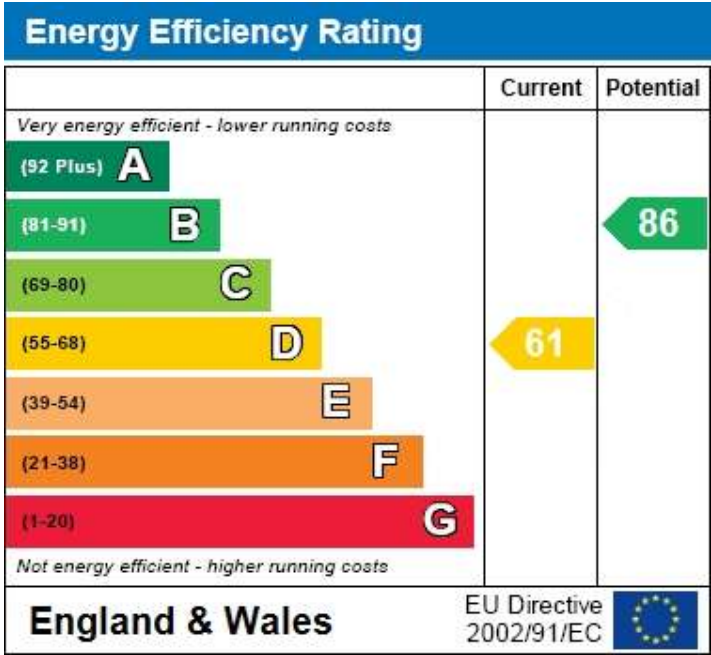 Energy Efficiency Rating
Current Potential
Very energy efficient - lower running costs
(92 Plus) A
(81-91) B
86
(69-80) C
(55-68) D
61
(39-54) E
(21-38) F
(1-20) G
Not energy efficient - higher running costs
England & Wales
EU Directive
2002/91/EC